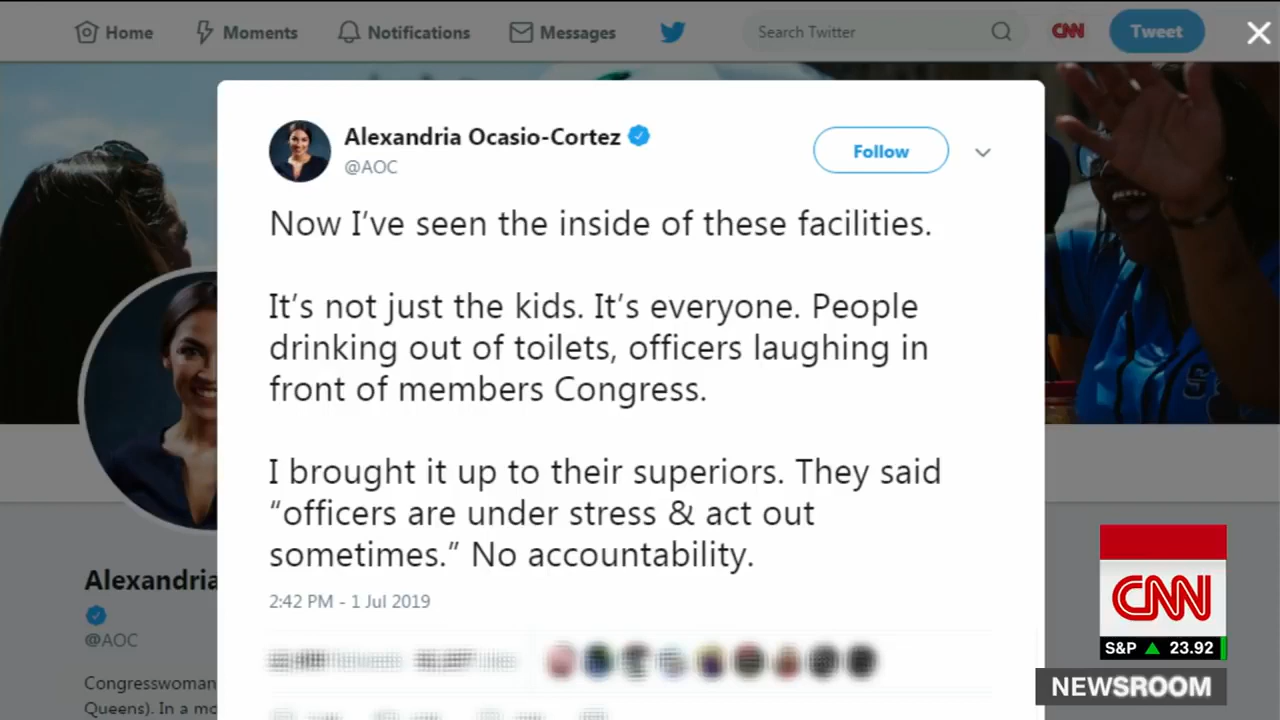 Home Moments Notifications Messages Search Twitter CNN Tweet
Alexandria Ocasio-Cortez
@AOC
Follow
Now I’ve seen the inside of these facilities.
It’s not just the kids. It’s everyone. People
drinking out of toilets, officers laughing in
front of members Congress.
I brought it up to their superiors. They said
“officers are under stress & act out
sometimes.” No accountability.
2:42 PM - 1 Jul 2019
Alexandria
@AOC
Congresswoman
Queens). In a mo
CNN
S&P 23.92
NEWSROOM